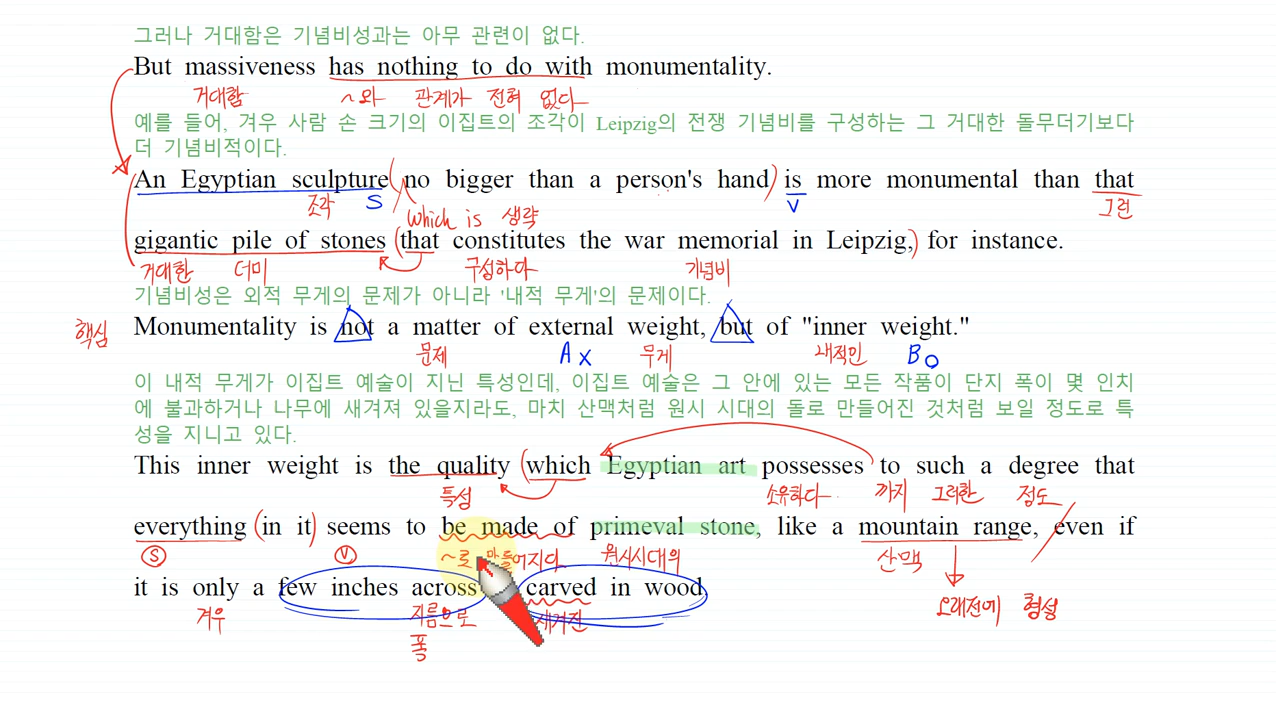 그러나 거대함은 기념비성과는 아무 관련이 없다.
But massiveness has nothing to do with monumentality.
거대함 ~와 관계가 전혀 없다
예를 들어, 겨우 사람 손 크기의 이집트의 조각이 Leipzig의 전쟁 기념비를 구성하는 그 거대한 돌무더기보다
더 기념비적이다.
An Egyptian sculpture (no bigger than a person's hand) is more monumental than that
조각 S which is 생략 V 그런
gigantic pile of stones (that constitutes the war memorial in Leipzig,) for instance.
거대한 더미 구성하다 기념비
기념비성은 외적 무게의 문제가 아니라 '내적 무게'의 문제이다.
핵심 Monumentality is not a matter of external weight, but of "inner weight."
문제 A x 무게 내적인 B o
이 내적 무게가 이집트 예술이 지닌 특성인데, 이집트 예술은 그 안에 있는 모든 작품이 단지 폭이 몇 인치
에 불과하거나 나무에 새겨져 있을지라도, 마치 산맥처럼 원시 시대의 돌로 만들어진 것처럼 보일 정도로 특
성을 지니고 있다.
This inner weight is the quality (which Egyptian art possesses) to such a degree that
특성 소유하다 까지 그러한 정도
everything (in it) seems to be made of primeval stone, like a mountain range, / even if
S V ~로 만들어지다 원시시대의 산맥
it is only a few inches across carved in wood
겨우 지름으로 새겨진 오래전에 형성
폭